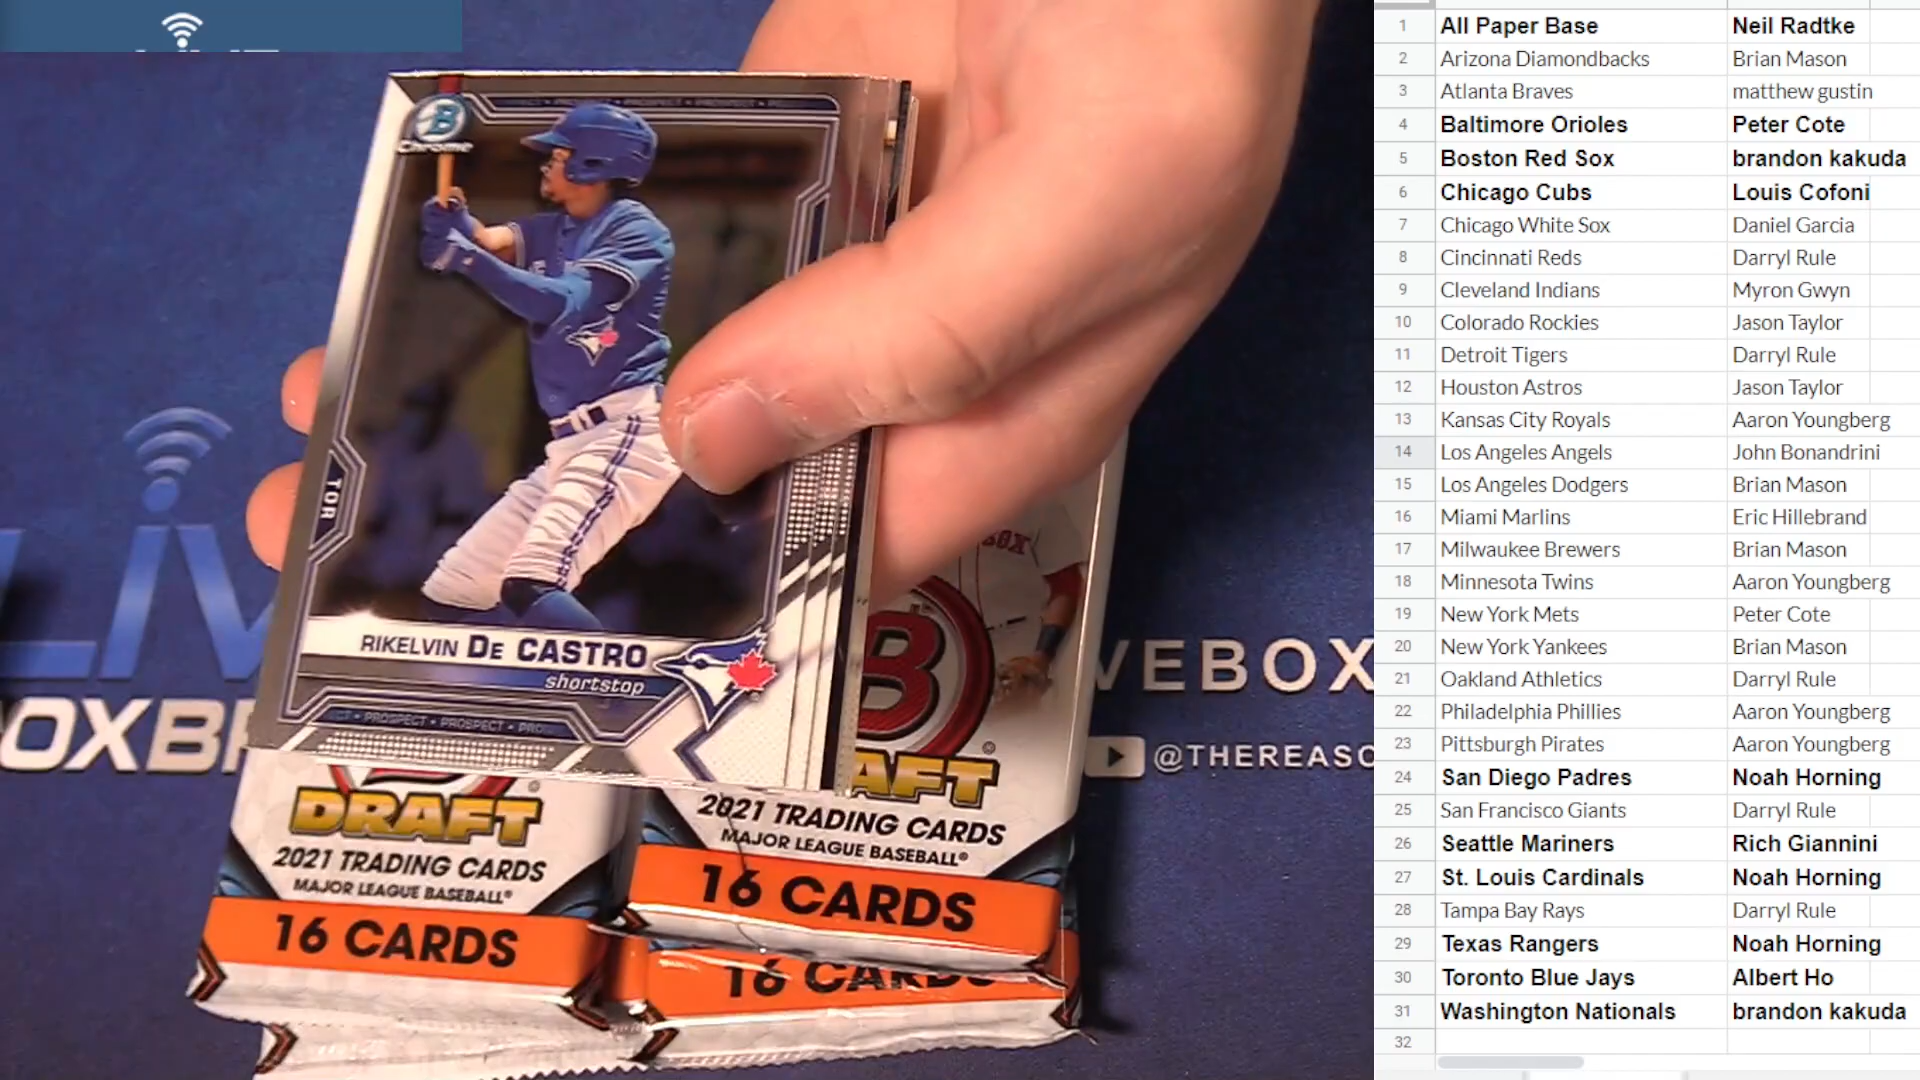 B
Chrome
PROSPECT
TOR
RIKELVIN DE CASTRO
shortstop
PROSPECT • PROSPECT • PRO
B
OXB
VEBOX
@THEREASO
DRAFT
2021 TRADING CARDS
MAJOR LEAGUE BASEBALL®
16 CARDS
AFT
2021 TRADING CARDS
MAJOR LEAGUE BASEBALL®
16 CARDS
16 CARDS
1 All Paper Base Neil Radtke
2 Arizona Diamondbacks Brian Mason
3 Atlanta Braves matthew gustin
4 Baltimore Orioles Peter Cote
5 Boston Red Sox brandon kakuda
6 Chicago Cubs Louis Cofoni
7 Chicago White Sox Daniel Garcia
8 Cincinnati Reds Darryl Rule
9 Cleveland Indians Myron Gwyn
10 Colorado Rockies Jason Taylor
11 Detroit Tigers Darryl Rule
12 Houston Astros Jason Taylor
13 Kansas City Royals Aaron Youngberg
14 Los Angeles Angels John Bonandrini
15 Los Angeles Dodgers Brian Mason
16 Miami Marlins Eric Hillebrand
17 Milwaukee Brewers Brian Mason
18 Minnesota Twins Aaron Youngberg
19 New York Mets Peter Cote
20 New York Yankees Brian Mason
21 Oakland Athletics Darryl Rule
22 Philadelphia Phillies Aaron Youngberg
23 Pittsburgh Pirates Aaron Youngberg
24 San Diego Padres Noah Horning
25 San Francisco Giants Darryl Rule
26 Seattle Mariners Rich Giannini
27 St. Louis Cardinals Noah Horning
28 Tampa Bay Rays Darryl Rule
29 Texas Rangers Noah Horning
30 Toronto Blue Jays Albert Ho
31 Washington Nationals brandon kakuda
32